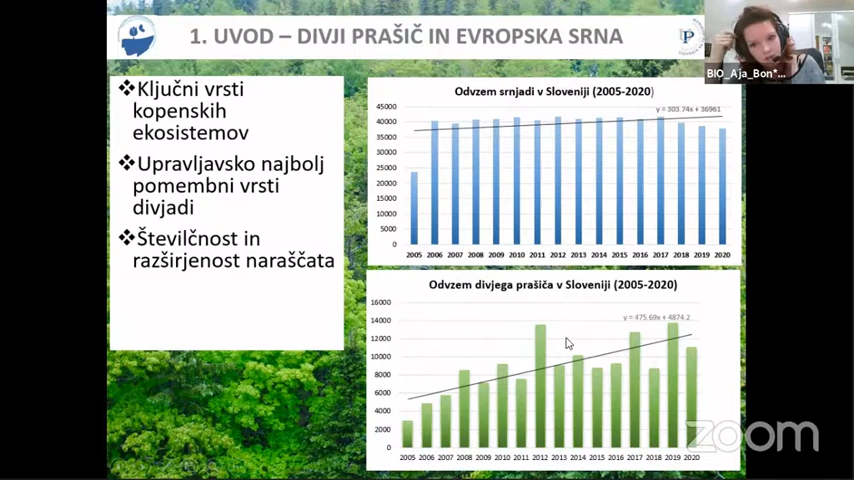 1. UVOD – DIVJI PRAŠIČ IN EVROPSKA SRNA
❖Ključni vrsti
kopenskih
ekosistemov
❖Upravljavsko najbolj
pomembni vrsti
divjadi
❖Številčnost in
razširjenost naraščata
Odvzem srnjadi v Sloveniji (2005-2020)
y = 303.74x + 36961
45000
40000
35000
30000
25000
20000
15000
10000
5000
0
2005 2006 2007 2008 2009 2010 2011 2012 2013 2014 2015 2016 2017 2018 2019 2020
Odvzem divjega prašiča v Sloveniji (2005-2020)
y = 475.69x + 4874.2
16000
14000
12000
10000
8000
6000
4000
2000
0
2005 2006 2007 2008 2009 2010 2011 2012 2013 2014 2015 2016 2017 2018 2019 2020
BIO_Aja_Bon*...
P
zoom